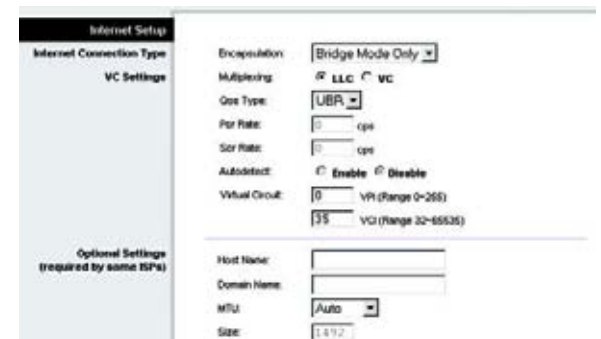 Internet Setup
Internet Connection Type
Encapsulation: Bridge Mode Only
VC Settings
Multiplexing: LLC VC
Qos Type: UBR
Pcr Rate: 0 cps
Scr Rate: 0 cps
Autodetect: Enable Disable
Virtual Circuit: 0 VPI (Range 0~255)
35 VCI (Range 32~65535)
Optional Settings
(required by some ISPs)
Host Name:
Domain Name:
MTU: Auto
Size: 1492